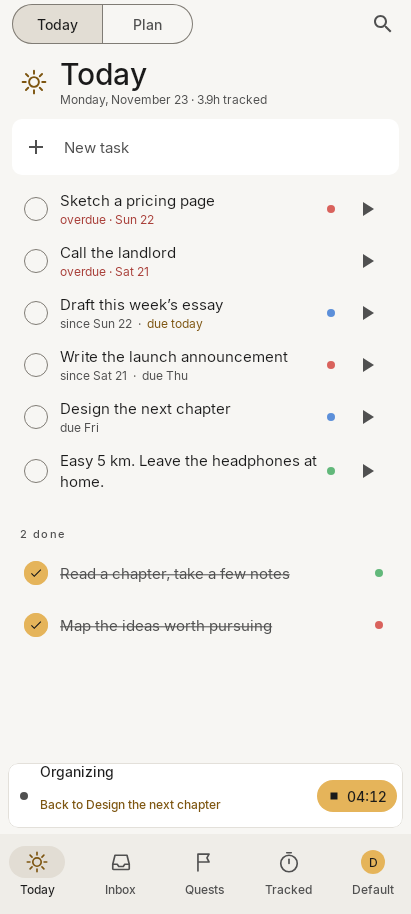 Today
Plan
Today
Monday, November 23 · 3.9h tracked
New task
Sketch a pricing page
overdue · Sun 22
Call the landlord
overdue · Sat 21
Draft this week’s essay
since Sun 22 · due today
Write the launch announcement
since Sat 21 · due Thu
Design the next chapter
due Fri
Easy 5 km. Leave the headphones at
home.
2 done
Read a chapter, take a few notes
Map the ideas worth pursuing
Organizing
Back to Design the next chapter
04:12
D
Today
Inbox
Quests
Tracked
Default